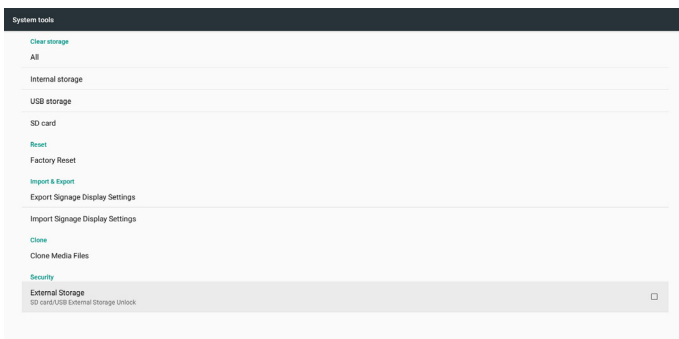 System tools
Clear storage
All
Internal storage
USB storage
SD card
Reset
Factory Reset
Import & Export
Export Signage Display Settings
Import Signage Display Settings
Clone
Clone Media Files
Security
External Storage
SD card/USB External Storage Unlock